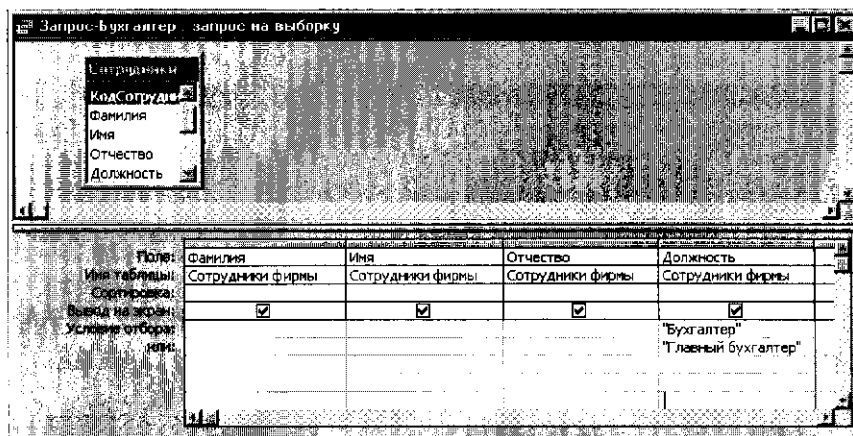 Запрос-Бухгалтер : запрос на выборку
Сотрудники
КодСотрудни
Фамилия
Имя
Отчество
Должность
Поле: Фамилия Имя Отчество Должность
Имя таблицы: Сотрудники фирмы Сотрудники фирмы Сотрудники фирмы Сотрудники фирмы
Сортировка:
Вывод на экран:
Условие отбора: "Бухгалтер"
или: "Главный бухгалтер"